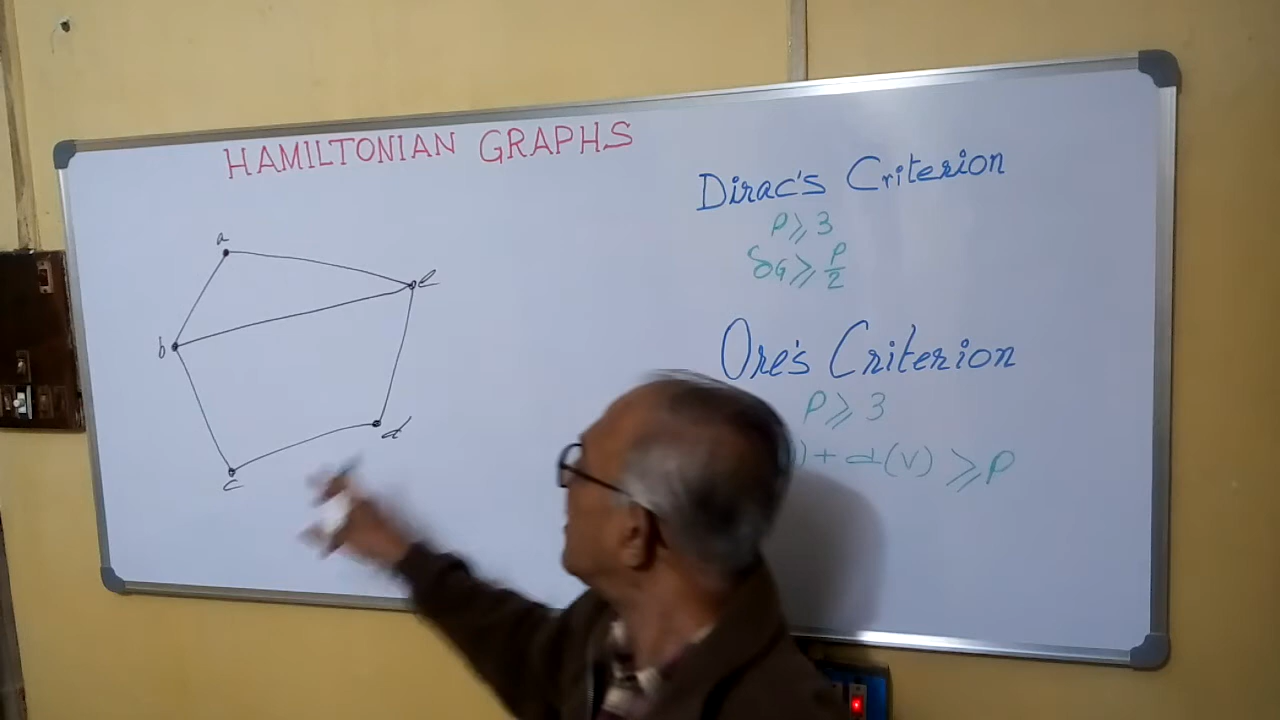 HAMILTONIAN GRAPHS
a
e
b
d
c
Dirac's Criterion
P ⩾ 3
δG ⩾ P/2
Ore's Criterion
P ⩾ 3
) + d(V) ⩾ P